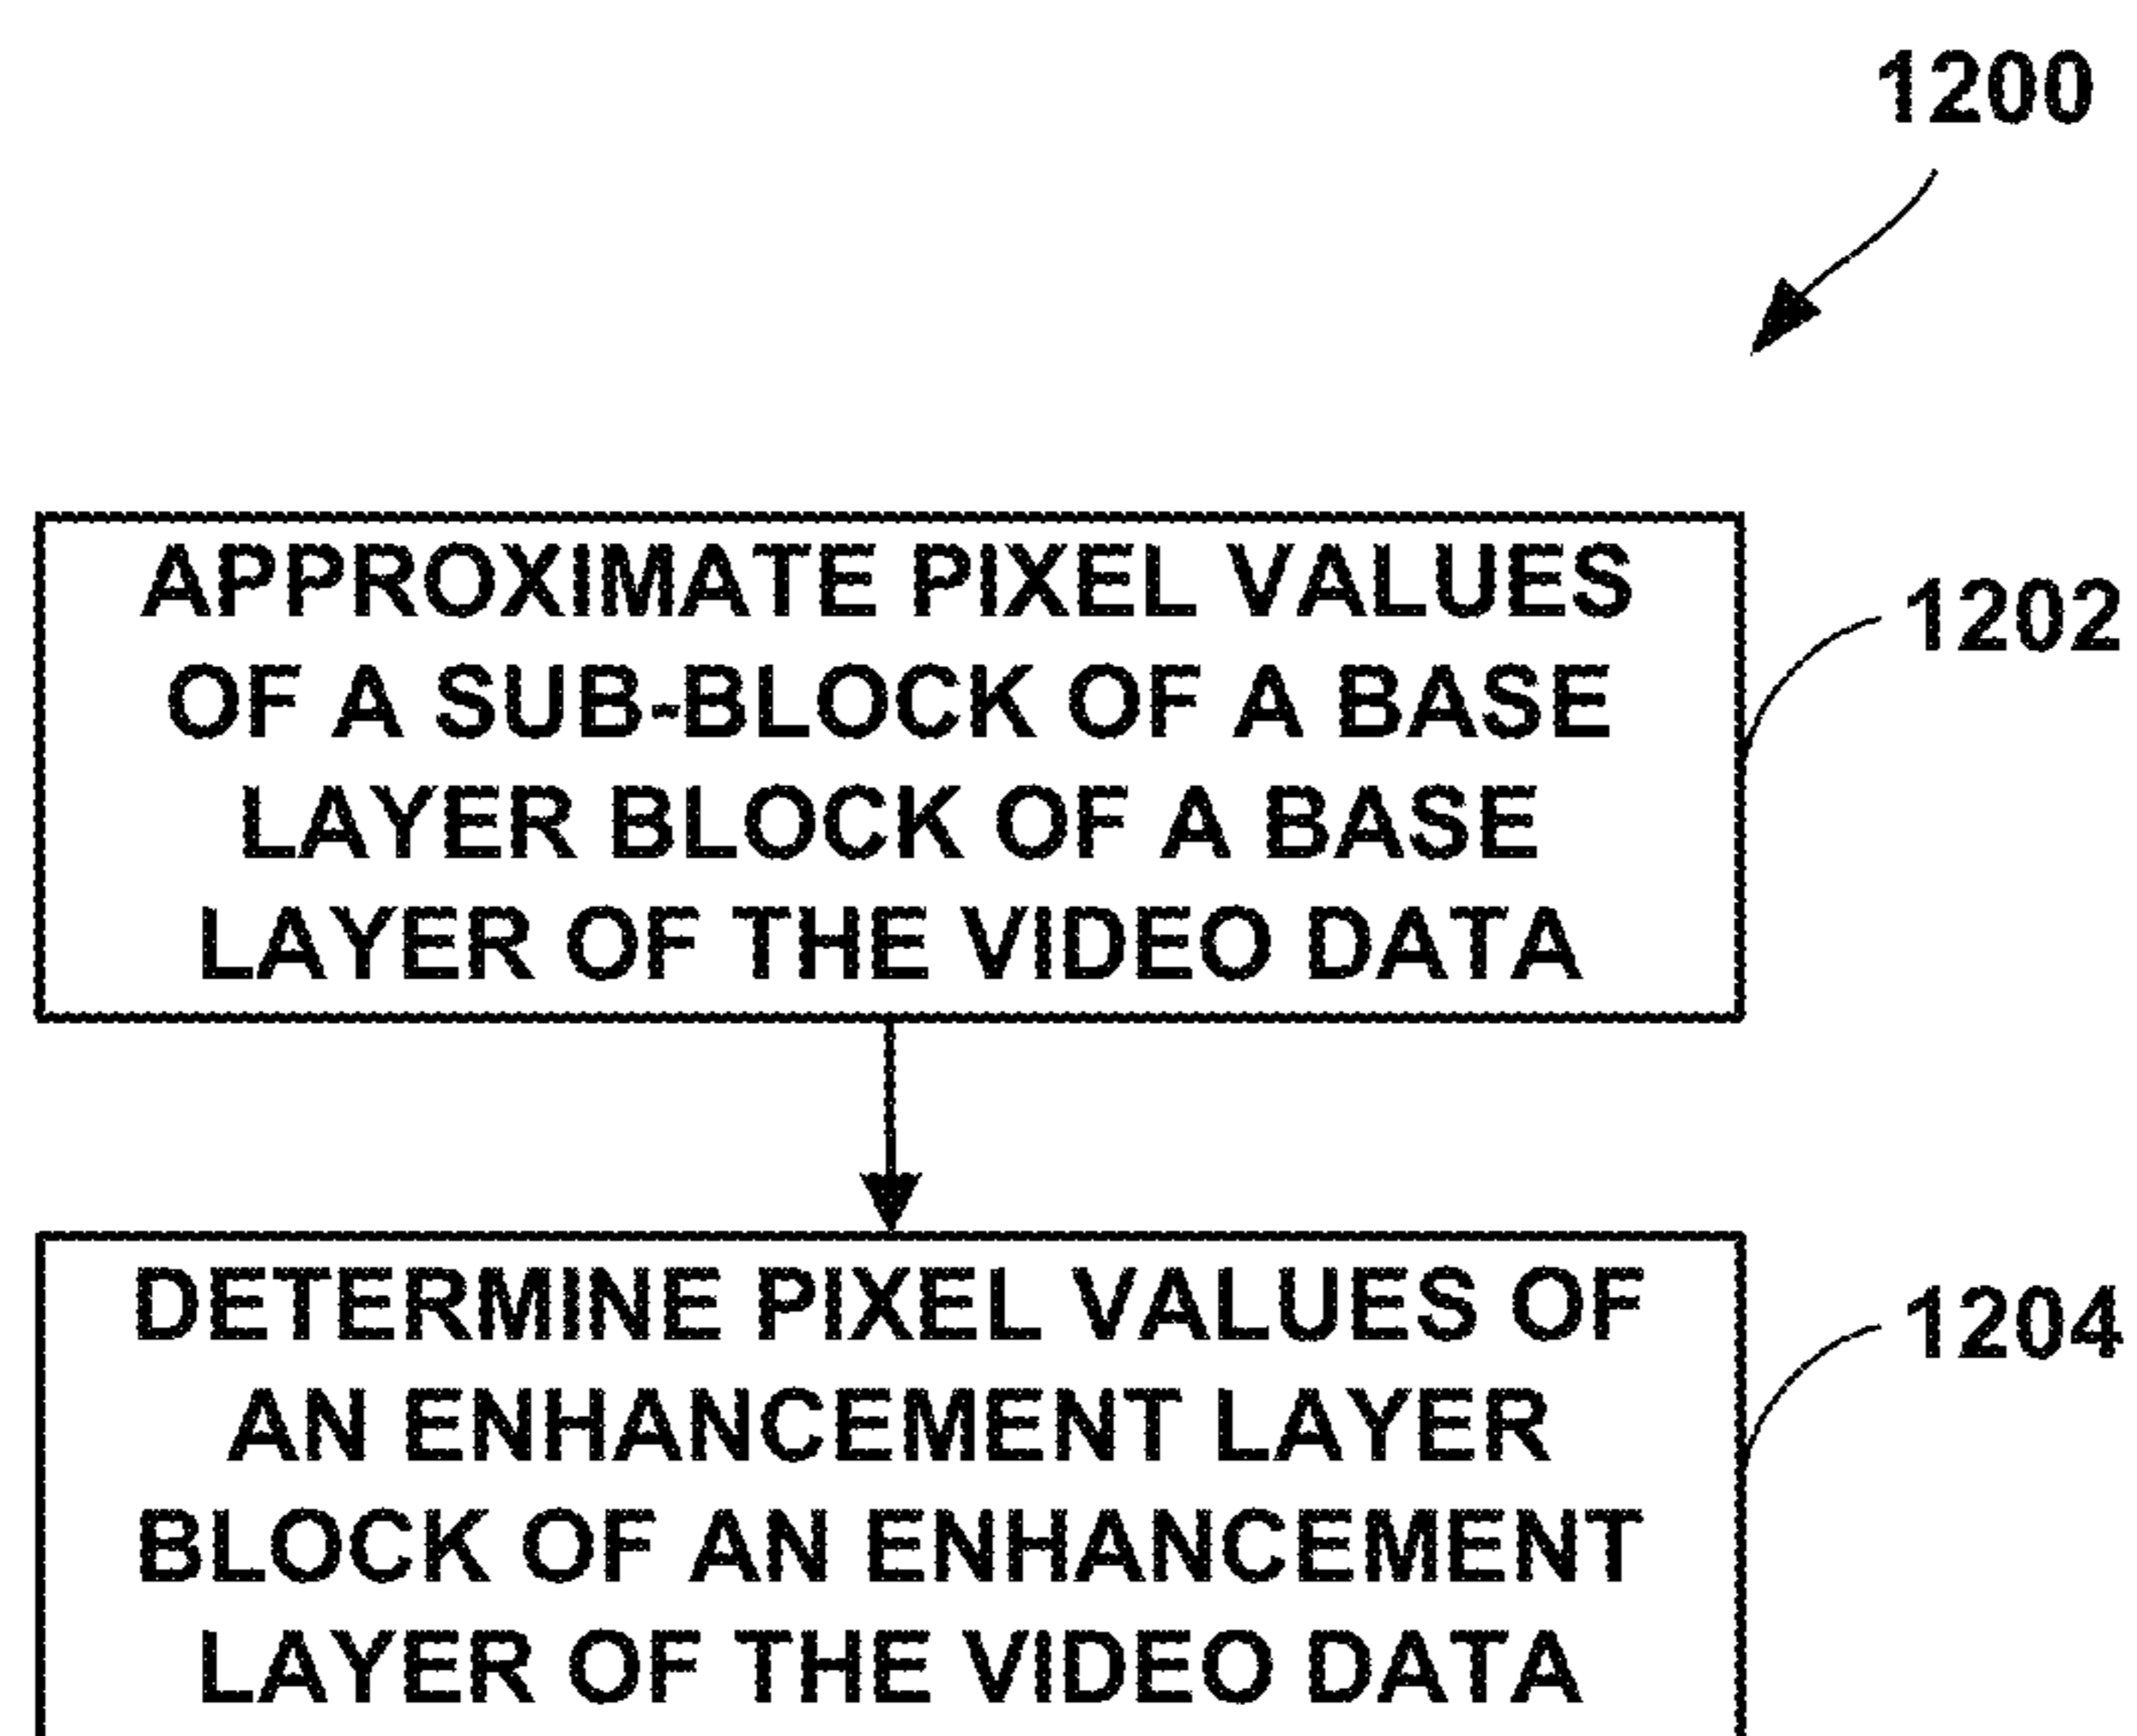 1200
APPROXIMATE PIXEL VALUES
OF A SUB-BLOCK OF A BASE
LAYER BLOCK OF A BASE
LAYER OF THE VIDEO DATA
1202
DETERMINE PIXEL VALUES OF
AN ENHANCEMENT LAYER
BLOCK OF AN ENHANCEMENT
LAYER OF THE VIDEO DATA
1204